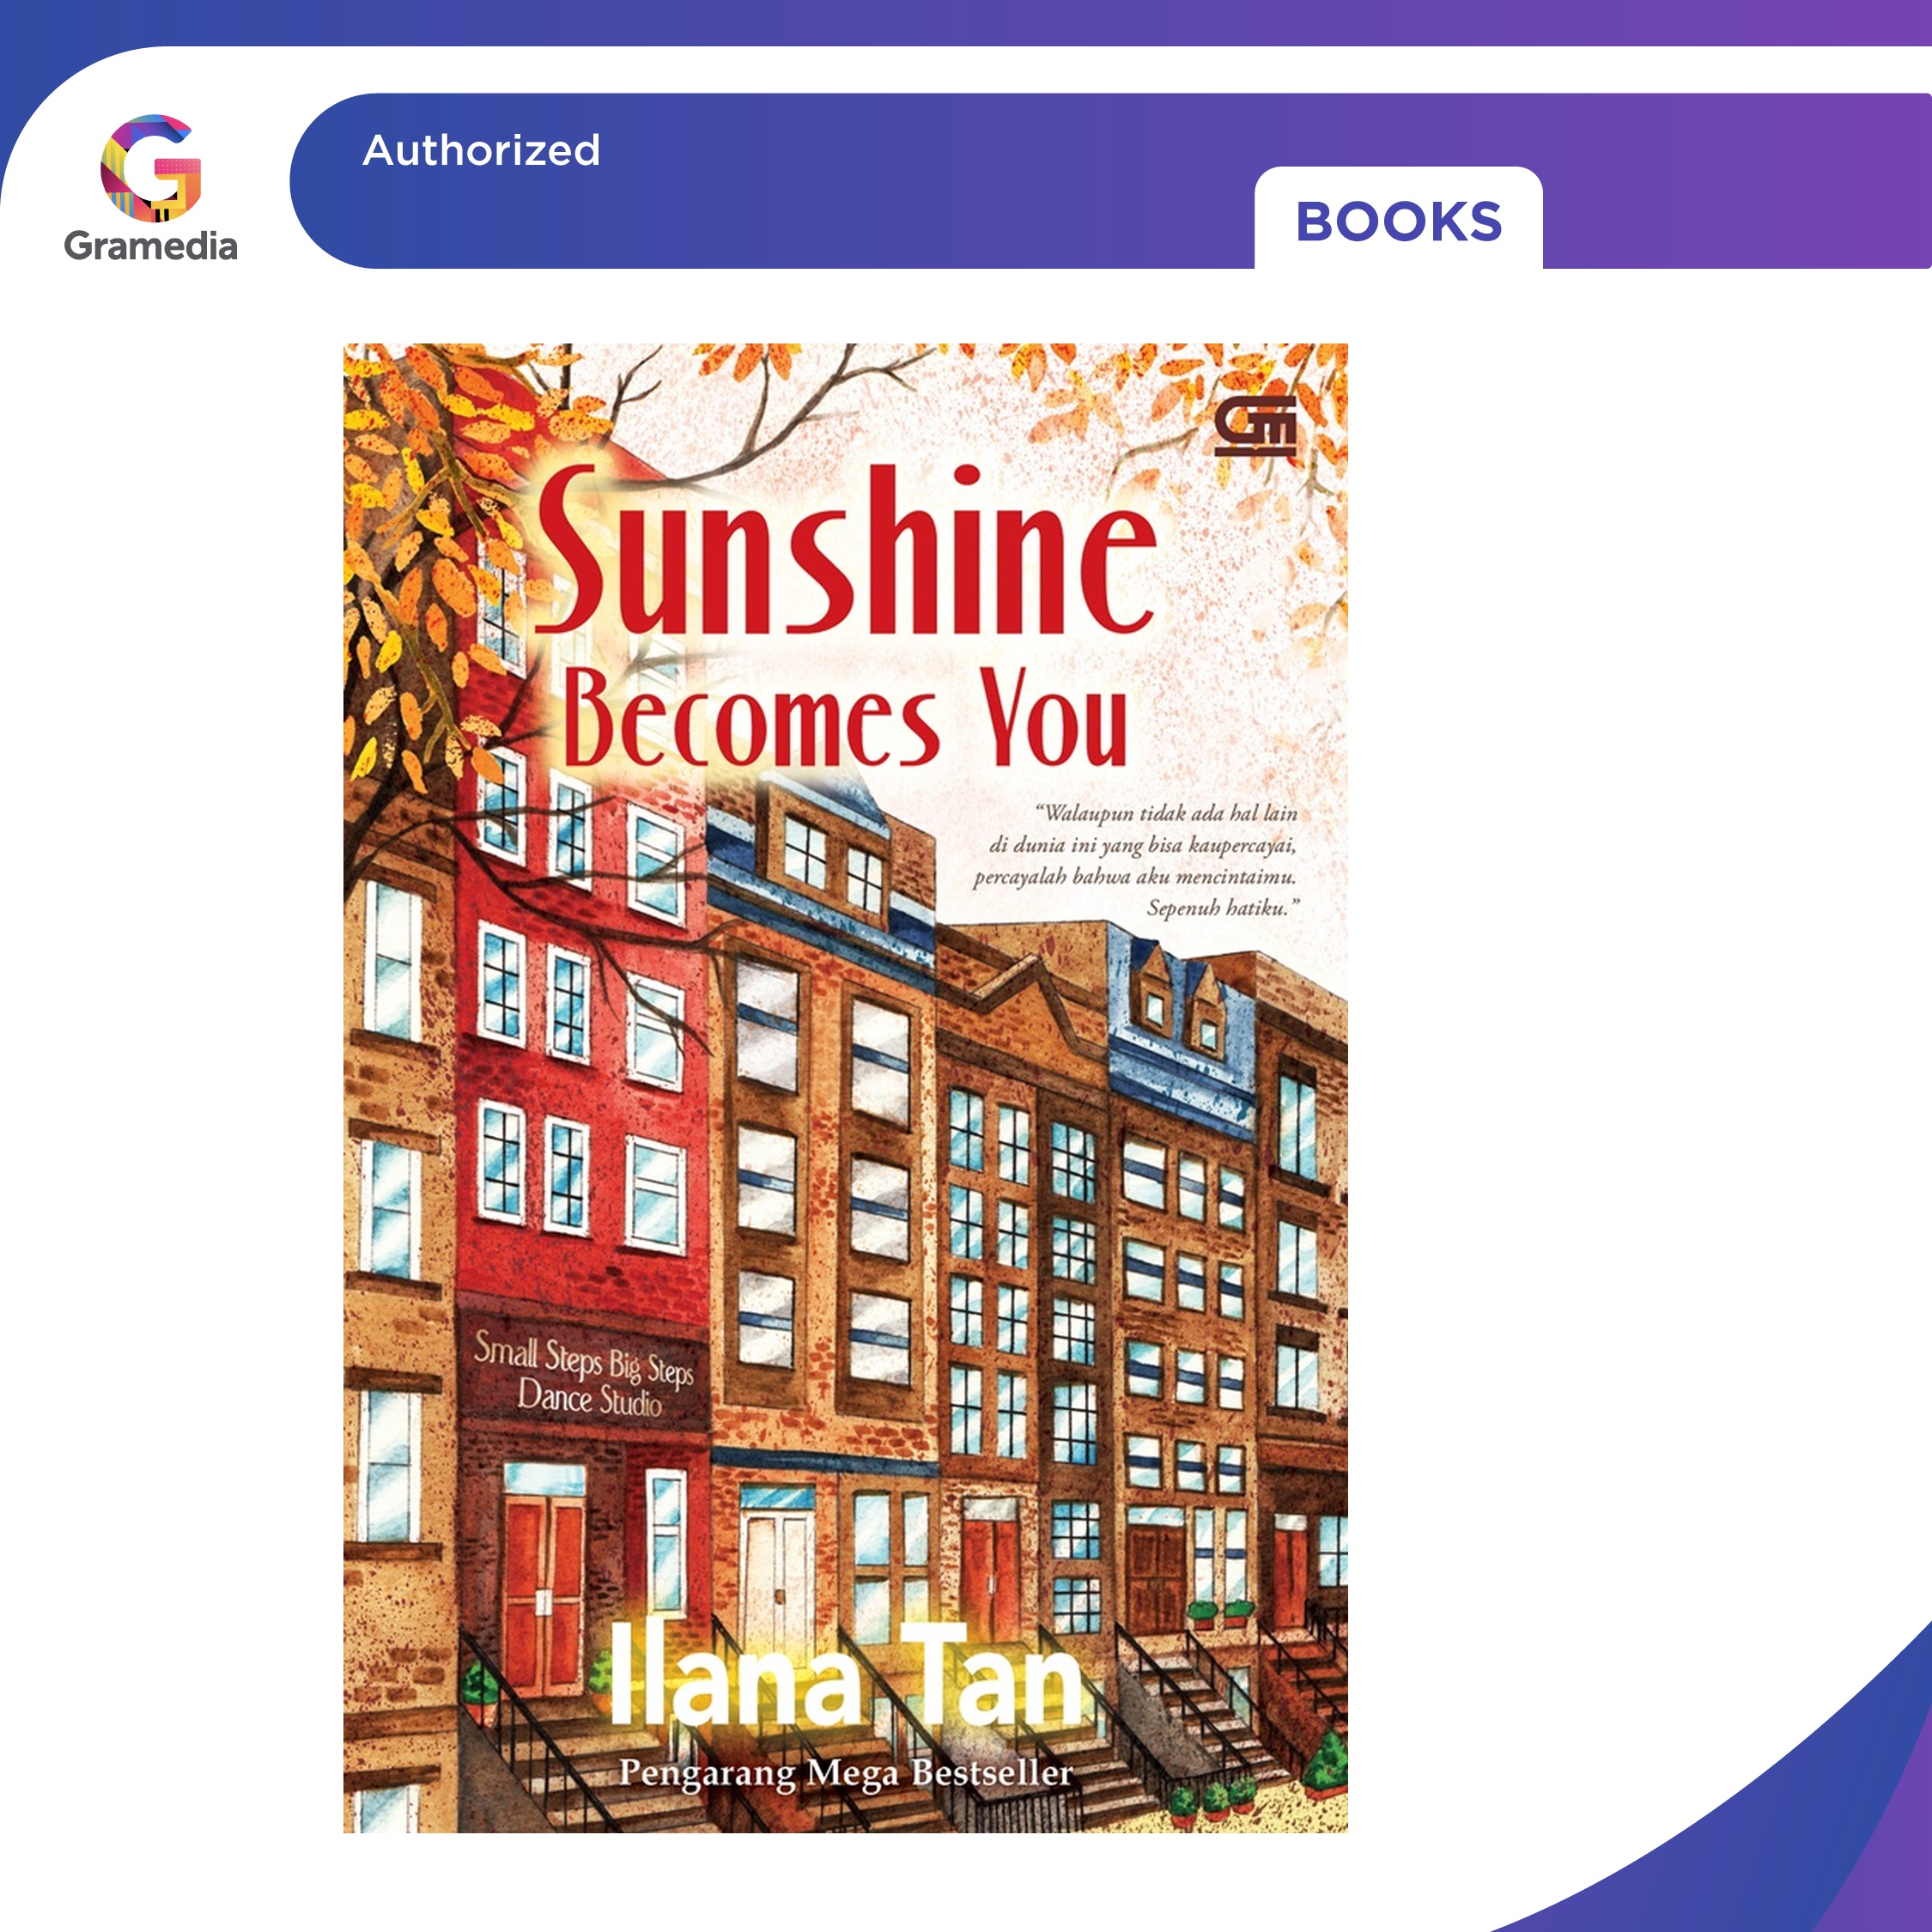 Gramedia
Authorized
BOOKS
Gm
Sunshine
Becomes You
“Walaupun tidak ada hal lain
di dunia ini yang bisa kaupercayai,
percayalah bahwa aku mencintaimu.
Sepenuh hatiku.”
Small Steps Big Steps
Dance Studio
Ilana Tan
Pengarang Mega Bestseller